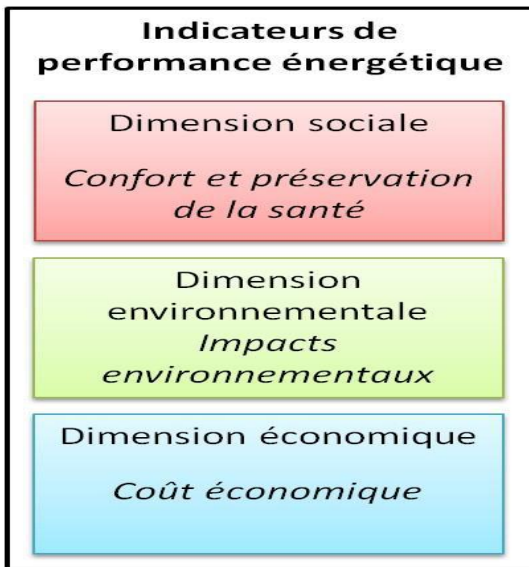 Indicateurs de
performance énergétique
Dimension sociale
Confort et préservation
de la santé
Dimension
environnementale
Impacts
environnementaux
Dimension économique
Coût économique